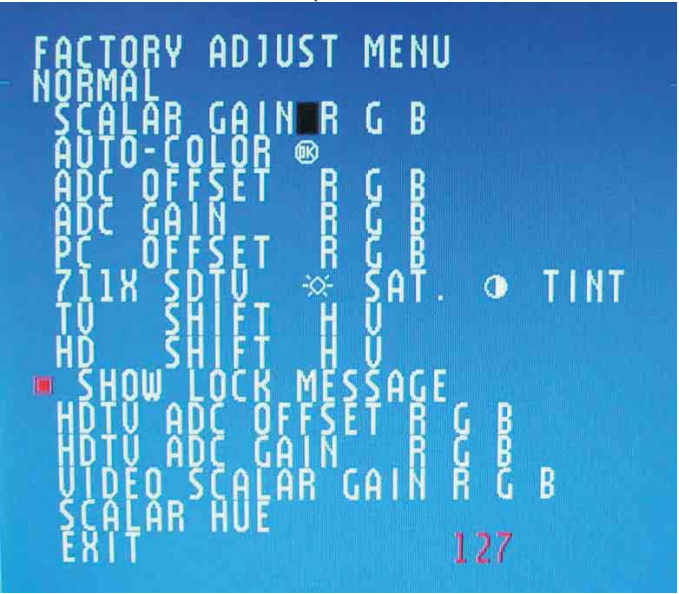 FACTORY ADJUST MENU
NORMAL
SCALAR GAIN R G B
AUTO-COLOR OK
ADC OFFSET R G B
ADC GAIN R G B
PC OFFSET R G B
711X SDTV SAT. TINT
TV SHIFT H V
HD SHIFT H V
SHOW LOCK MESSAGE
HDTV ADC OFFSET R G B
HDTV ADC GAIN R G B
VIDEO SCALAR GAIN R G B
SCALAR HUE
EXIT 127